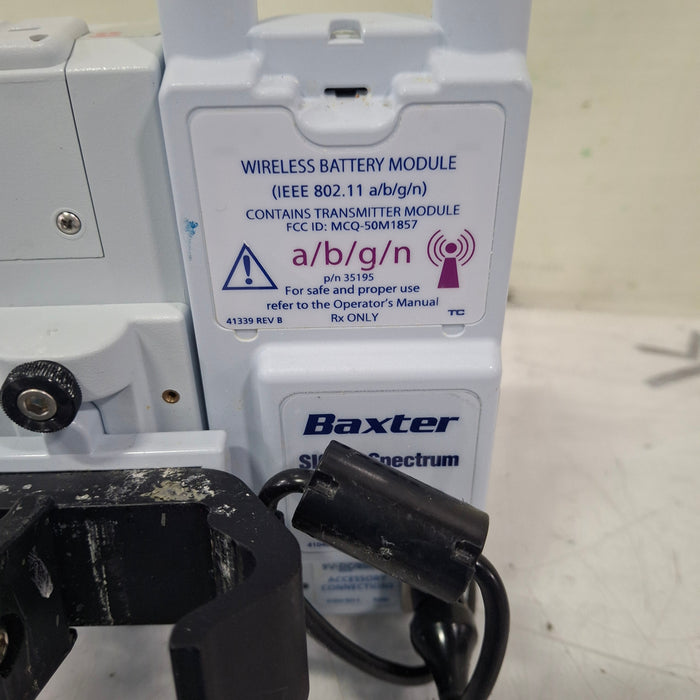 WIRELESS BATTERY MODULE
(IEEE 802.11 a/b/g/n)
CONTAINS TRANSMITTER MODULE
FCC ID: MCQ-50M1857
a/b/g/n
p/n 35195
For safe and proper use
refer to the Operator's Manual
41339 REV B Rx ONLY TC
Baxter
Spectrum
ACCESSORY
CONNECTIONS